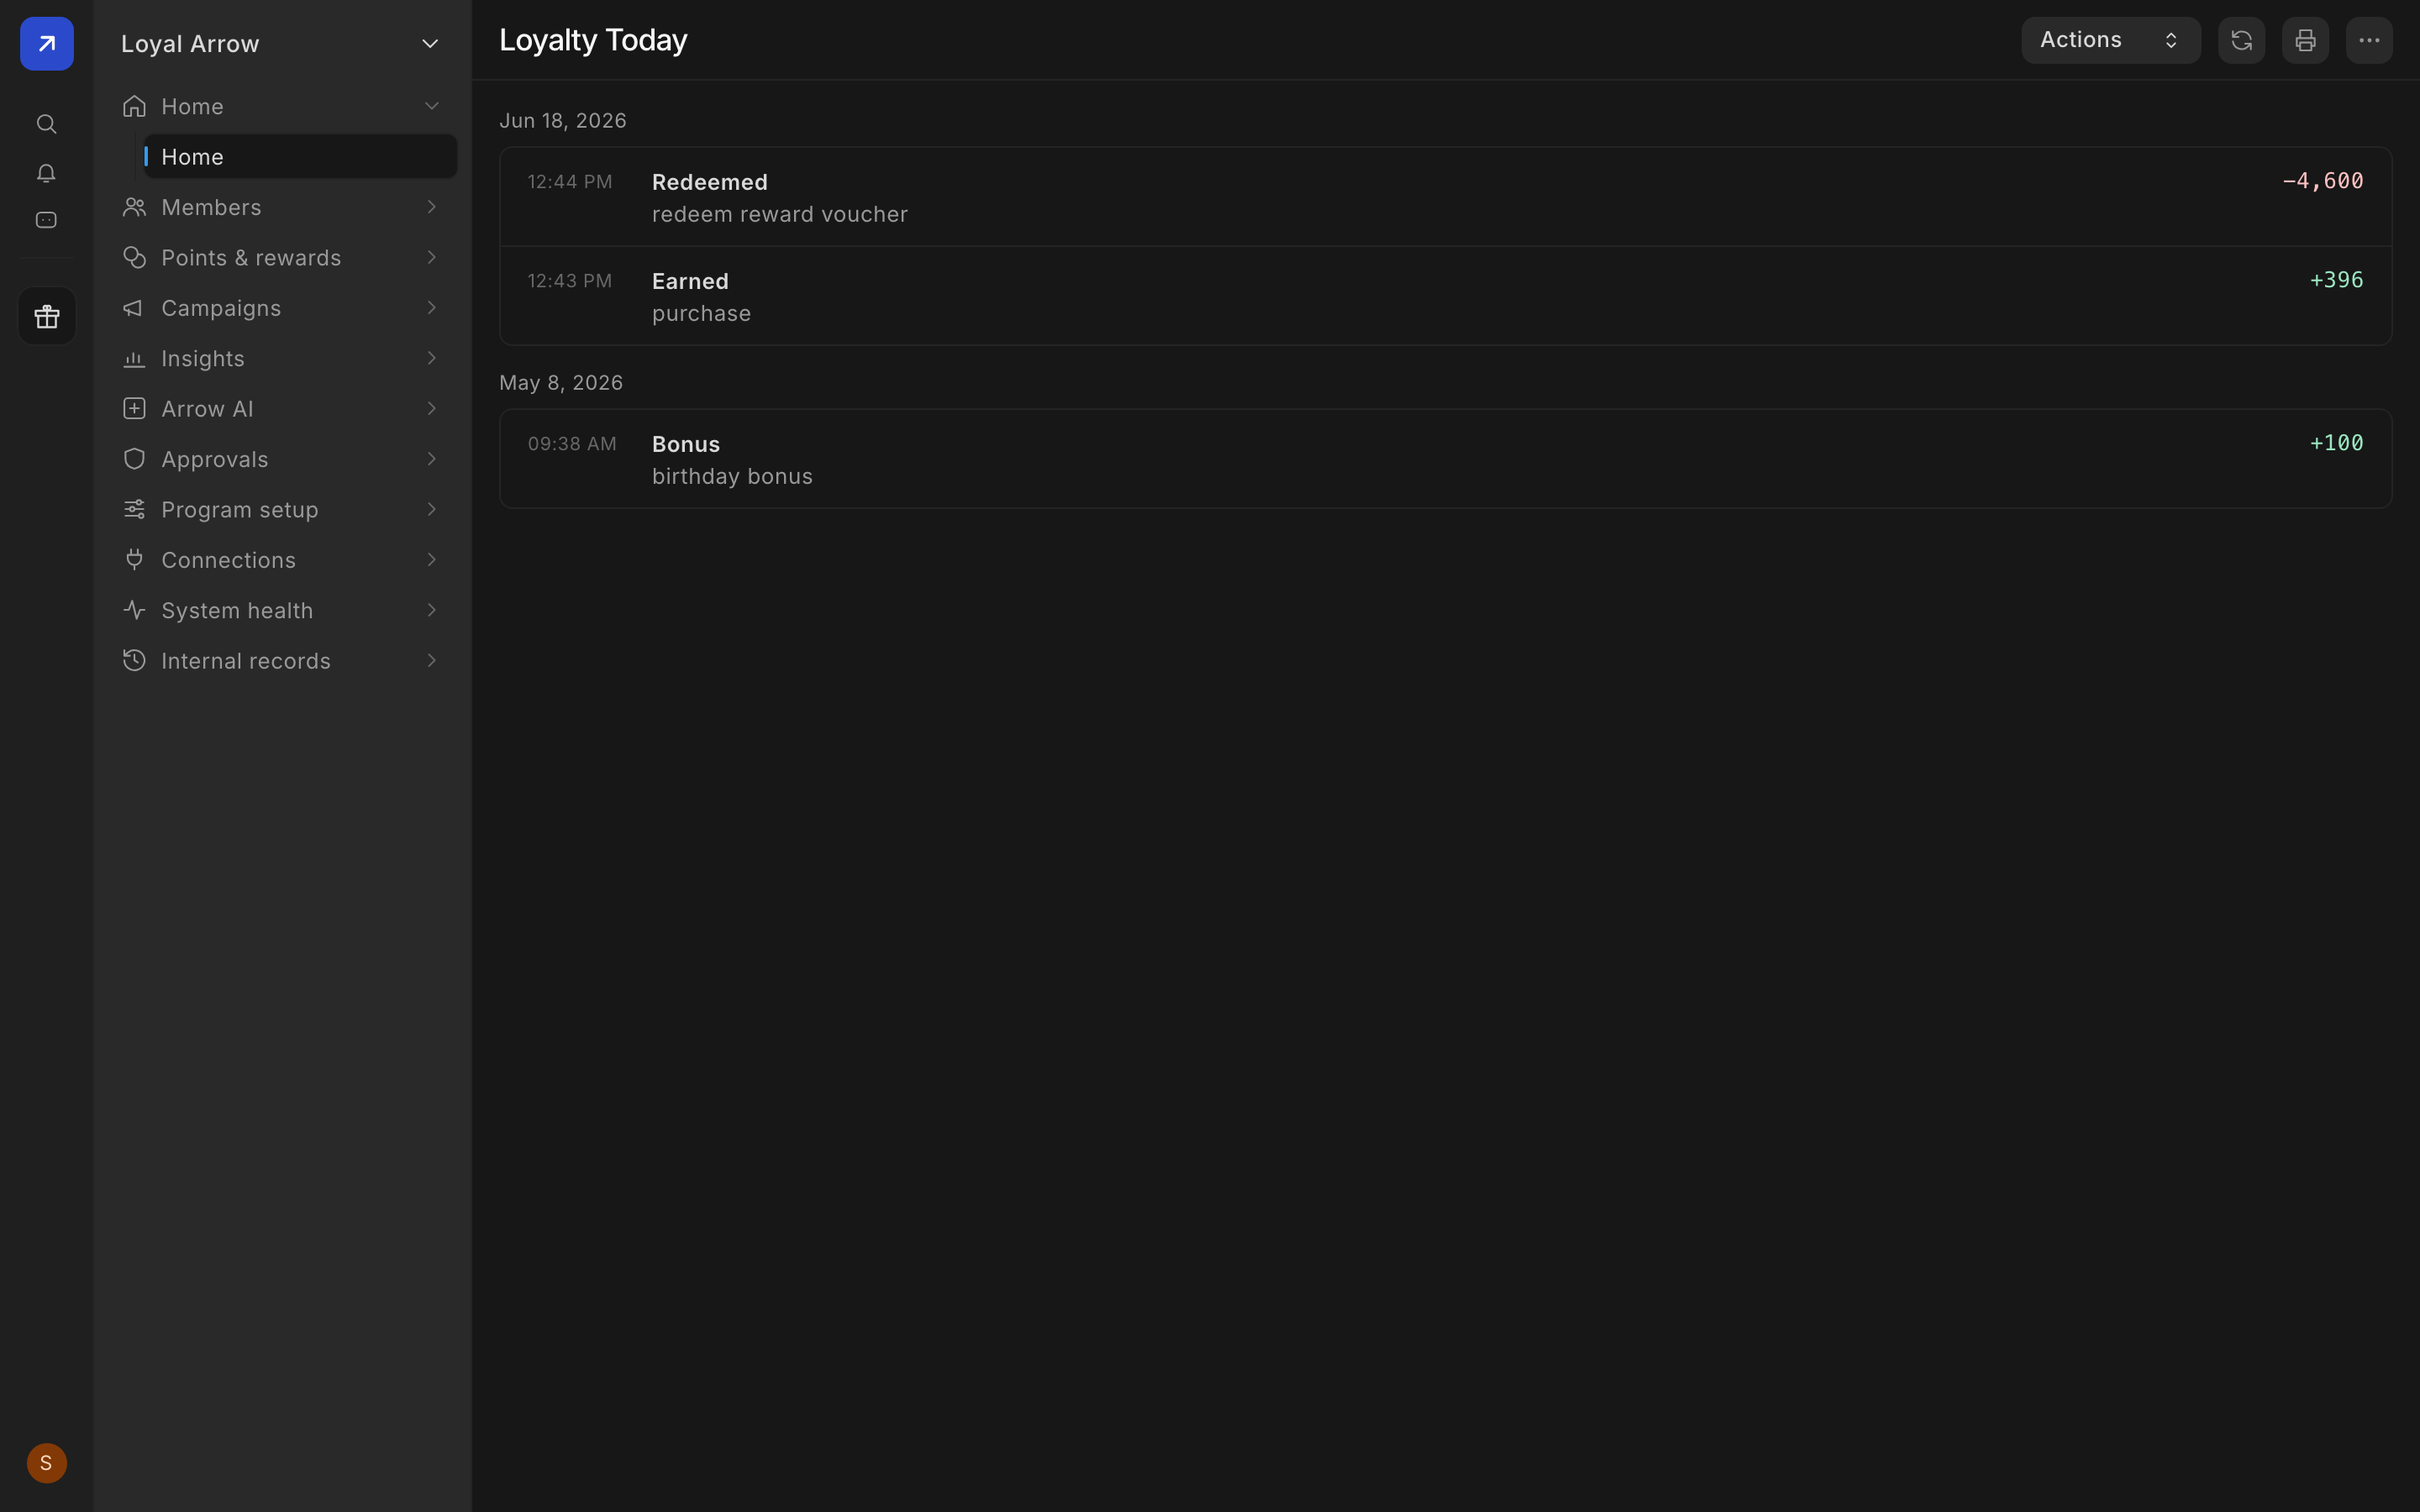 Loyal Arrow
Home
Home
Members
Points & rewards
Campaigns
Insights
Arrow AI
Approvals
Program setup
Connections
System health
Internal records
S
Loyalty Today
Actions
Jun 18, 2026
12:44 PM Redeemed −4,600
redeem reward voucher
12:43 PM Earned +396
purchase
May 8, 2026
09:38 AM Bonus +100
birthday bonus